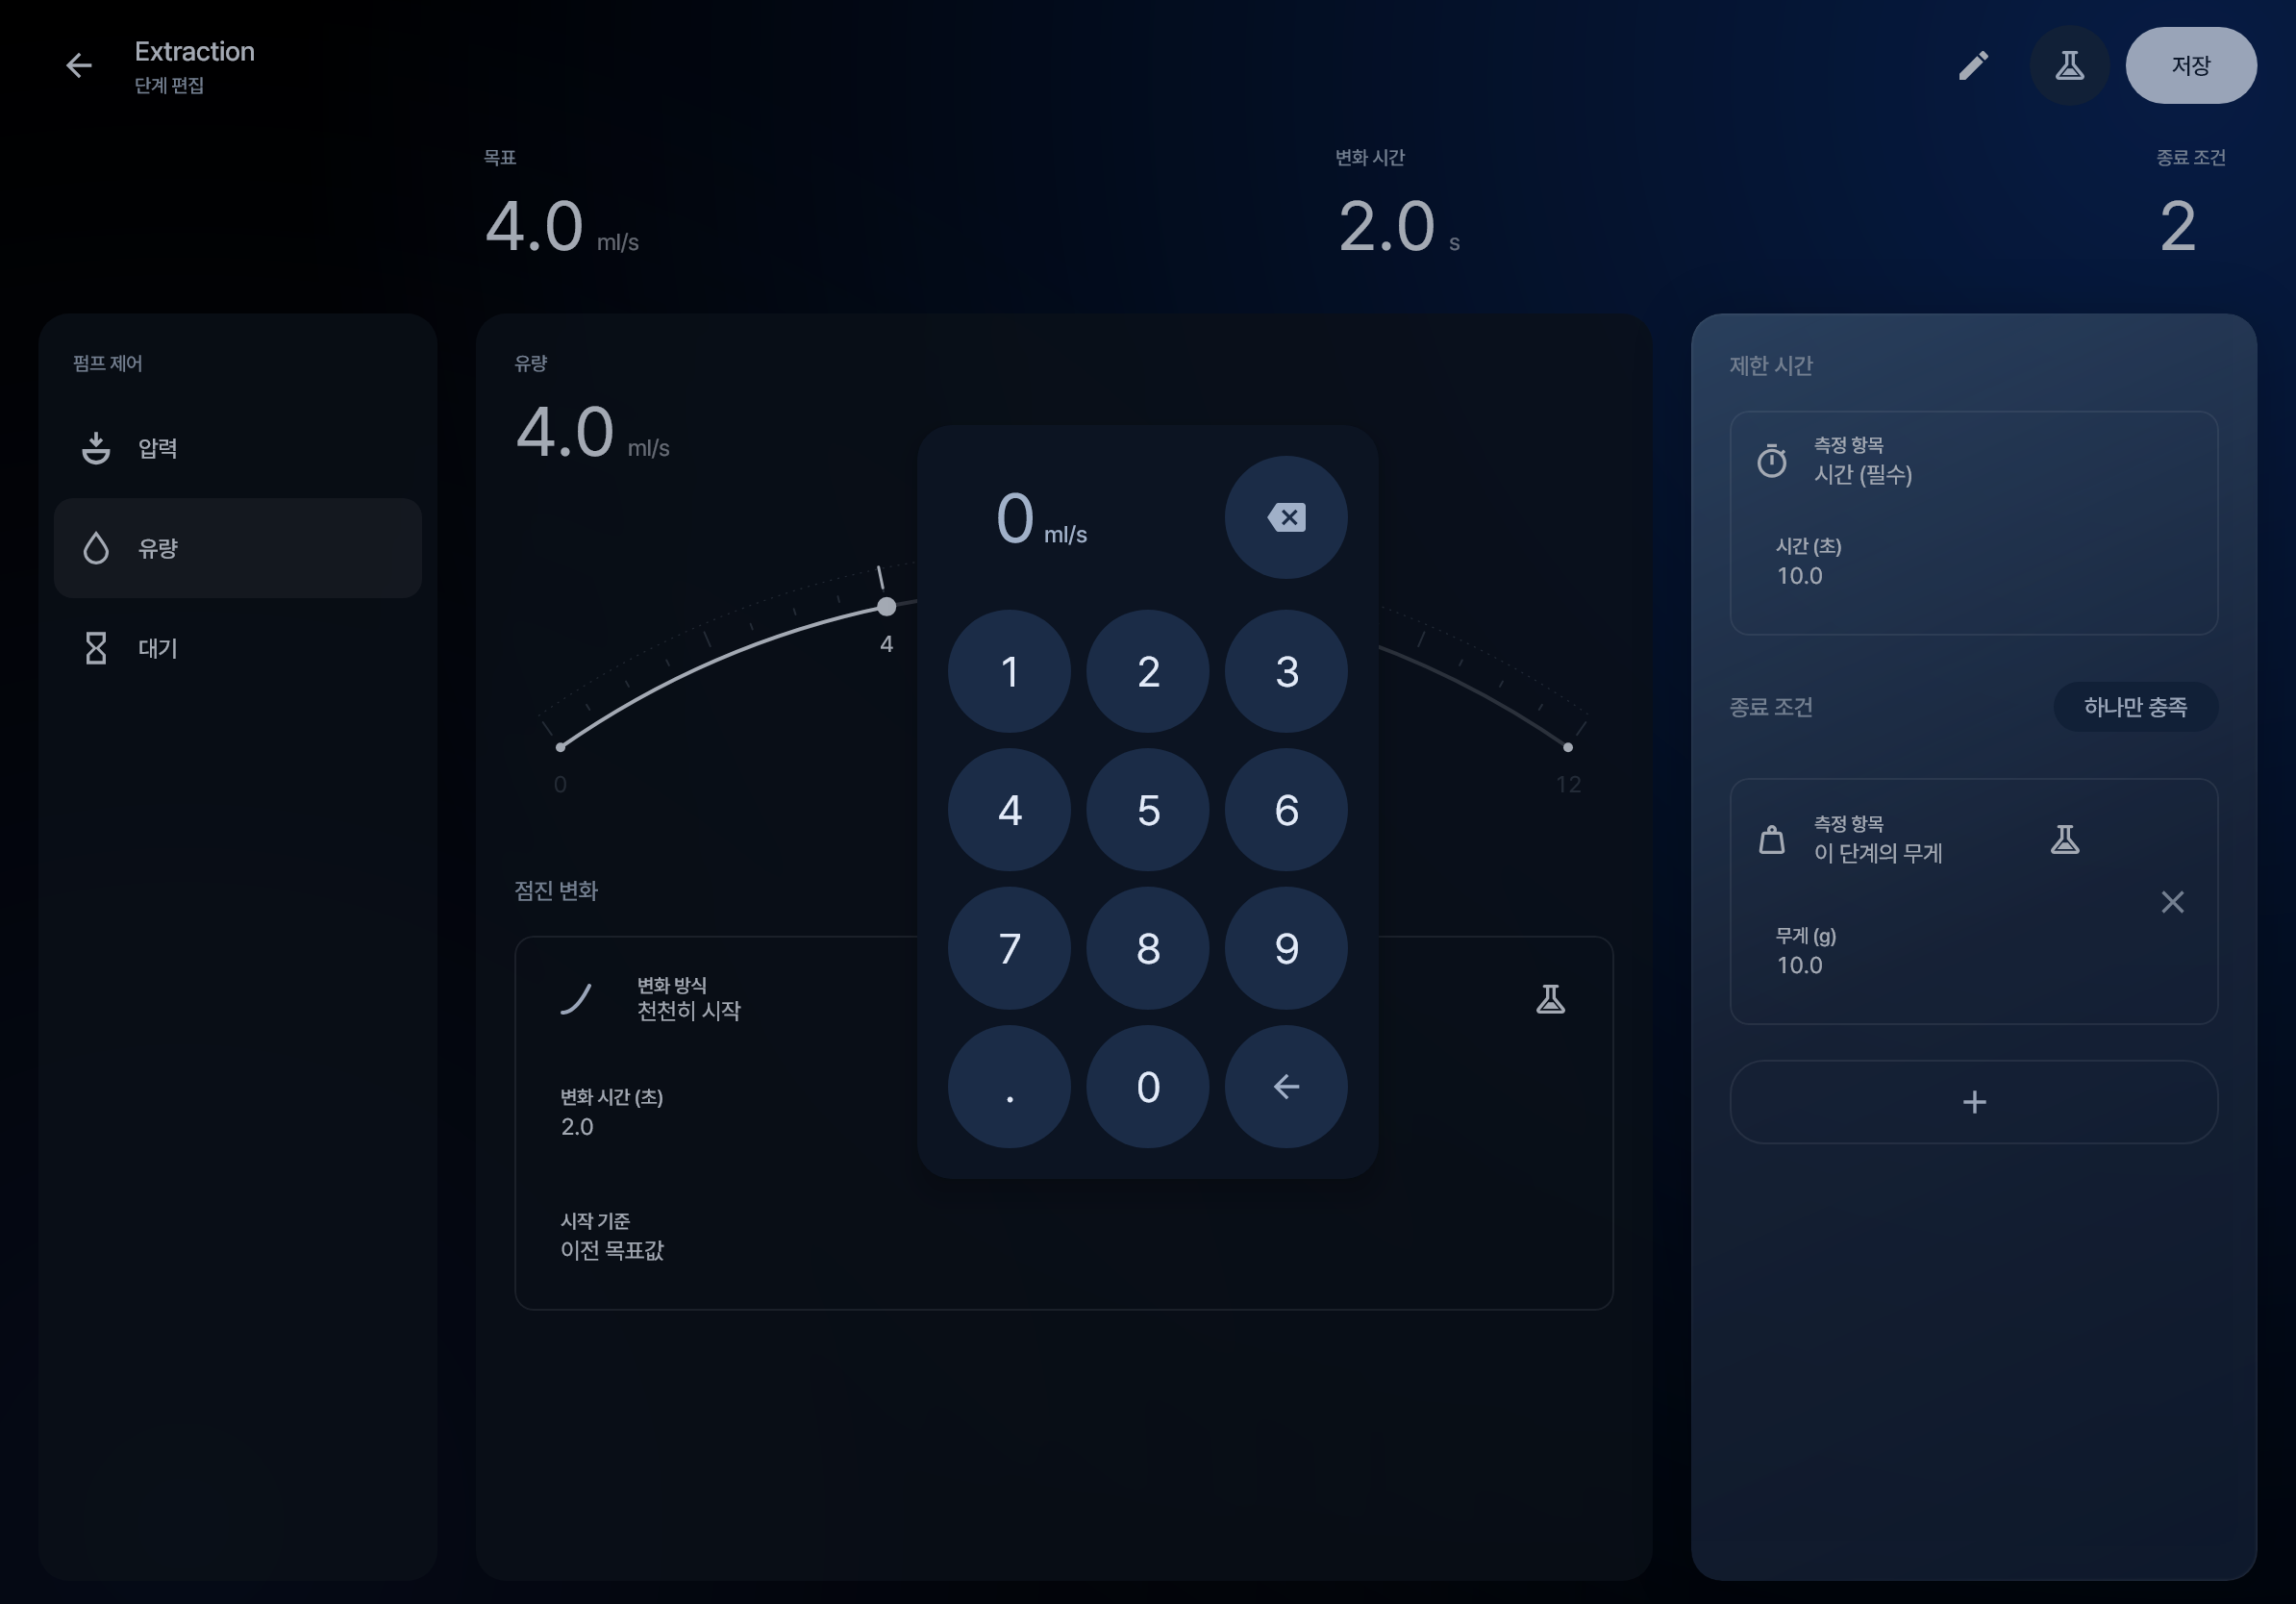 Extraction
단계 편집
저장
목표
4.0 ml/s
변화 시간
2.0 s
종료 조건
2
펌프 제어
압력
유량
대기
유량
4.0 ml/s
4
0
12
점진 변화
변화 방식
천천히 시작
변화 시간 (초)
2.0
시작 기준
이전 목표값
0 ml/s
1 2 3
4 5 6
7 8 9
. 0
제한 시간
측정 항목
시간 (필수)
시간 (초)
10.0
종료 조건
하나만 충족
측정 항목
이 단계의 무게
무게 (g)
10.0